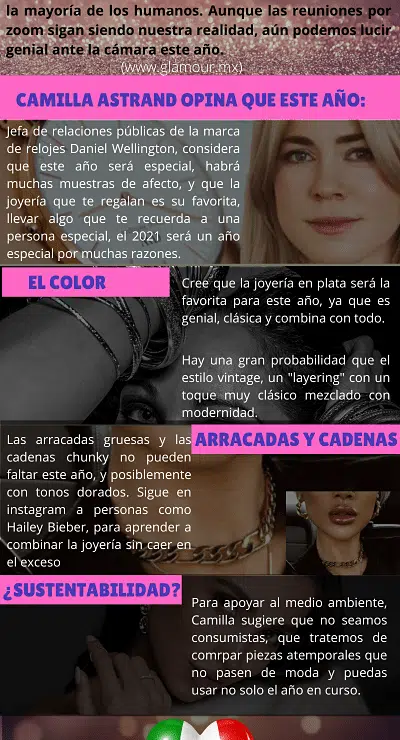 la mayoría de los humanos. Aunque las reuniones por
zoom sigan siendo nuestra realidad, aún podemos lucir
genial ante la cámara este año.
(www.glamour.mx)
CAMILLA ASTRAND OPINA QUE ESTE AÑO:
Jefa de relaciones públicas de la marca
de relojes Daniel Wellington, considera
que este año será especial, habrá
muchas muestras de afecto, y que la
joyería que te regalan es su favorita,
llevar algo que te recuerda a una
persona especial, el 2021 será un año
especial por muchas razones.
EL COLOR
Cree que la joyería en plata será la
favorita para este año, ya que es
genial, clásica y combina con todo.
Hay una gran probabilidad que el
estilo vintage, un "layering" con un
toque muy clásico mezclado con
modernidad.
ARRACADAS Y CADENAS
Las arracadas gruesas y las
cadenas chunky no pueden
faltar este año, y posiblemente
con tonos dorados. Sigue en
instagram a personas como
Hailey Bieber, para aprender a
combinar la joyería sin caer en
el exceso
¿SUSTENTABILIDAD?
Para apoyar al medio ambiente,
Camilla sugiere que no seamos
consumistas, que tratemos de
comrpar piezas atemporales que
no pasen de moda y puedas
usar no solo el año en curso.